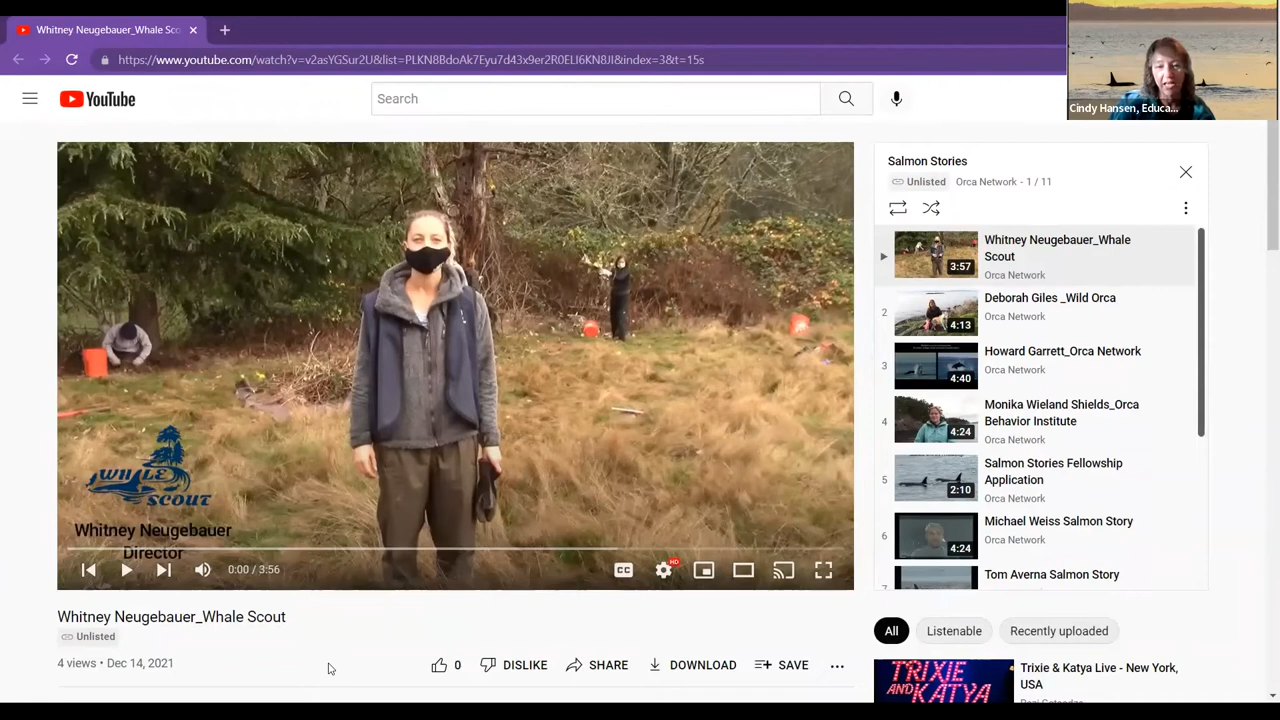 Whitney Neugebauer_Whale Sco
https://www.youtube.com/watch?v=v2asYGSur2U&list=PLKN8BdoAk7Eyu7d43x9er2R0ELI6KN8JI&index=3&t=15s
Cindy Hansen, Educa...
YouTube
Search
WHALE
SCOUT
Whitney Neugebauer
Director
0:00 / 3:56
CC
HD
Whitney Neugebauer_Whale Scout
Unlisted
4 views • Dec 14, 2021
0
DISLIKE
SHARE
DOWNLOAD
SAVE
Salmon Stories
Unlisted
Orca Network - 1 / 11
Whitney Neugebauer_Whale
Scout
Orca Network
3:57
2
Deborah Giles _Wild Orca
Orca Network
4:13
3
Howard Garrett_Orca Network
Orca Network
4:40
4
Monika Wieland Shields_Orca
Behavior Institute
Orca Network
4:24
5
Salmon Stories Fellowship
Application
Orca Network
2:10
6
Michael Weiss Salmon Story
Orca Network
4:24
Tom Averna Salmon Story
All
Listenable
Recently uploaded
TRIXIE
AND KATYA
Trixie & Katya Live - New York,
USA